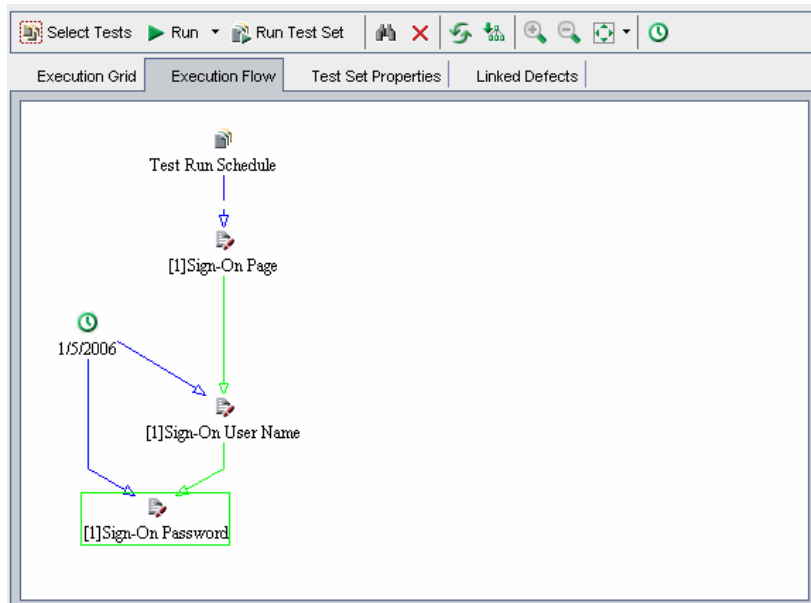 Select Tests Run Run Test Set
Execution Grid Execution Flow Test Set Properties Linked Defects
Test Run Schedule
[1]Sign-On Page
1/5/2006
[1]Sign-On User Name
[1]Sign-On Password